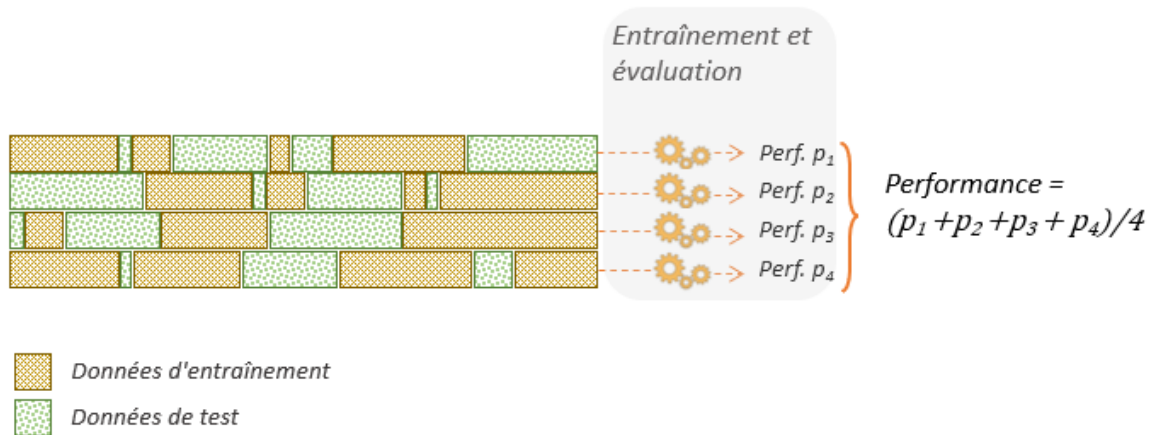 Entraînement et
évaluation
Perf. p₁
Perf. p₂
Perf. p₃
Perf. p₄
Performance =
(p₁+p₂+p₃+ p₄)/4
Données d'entraînement
Données de test